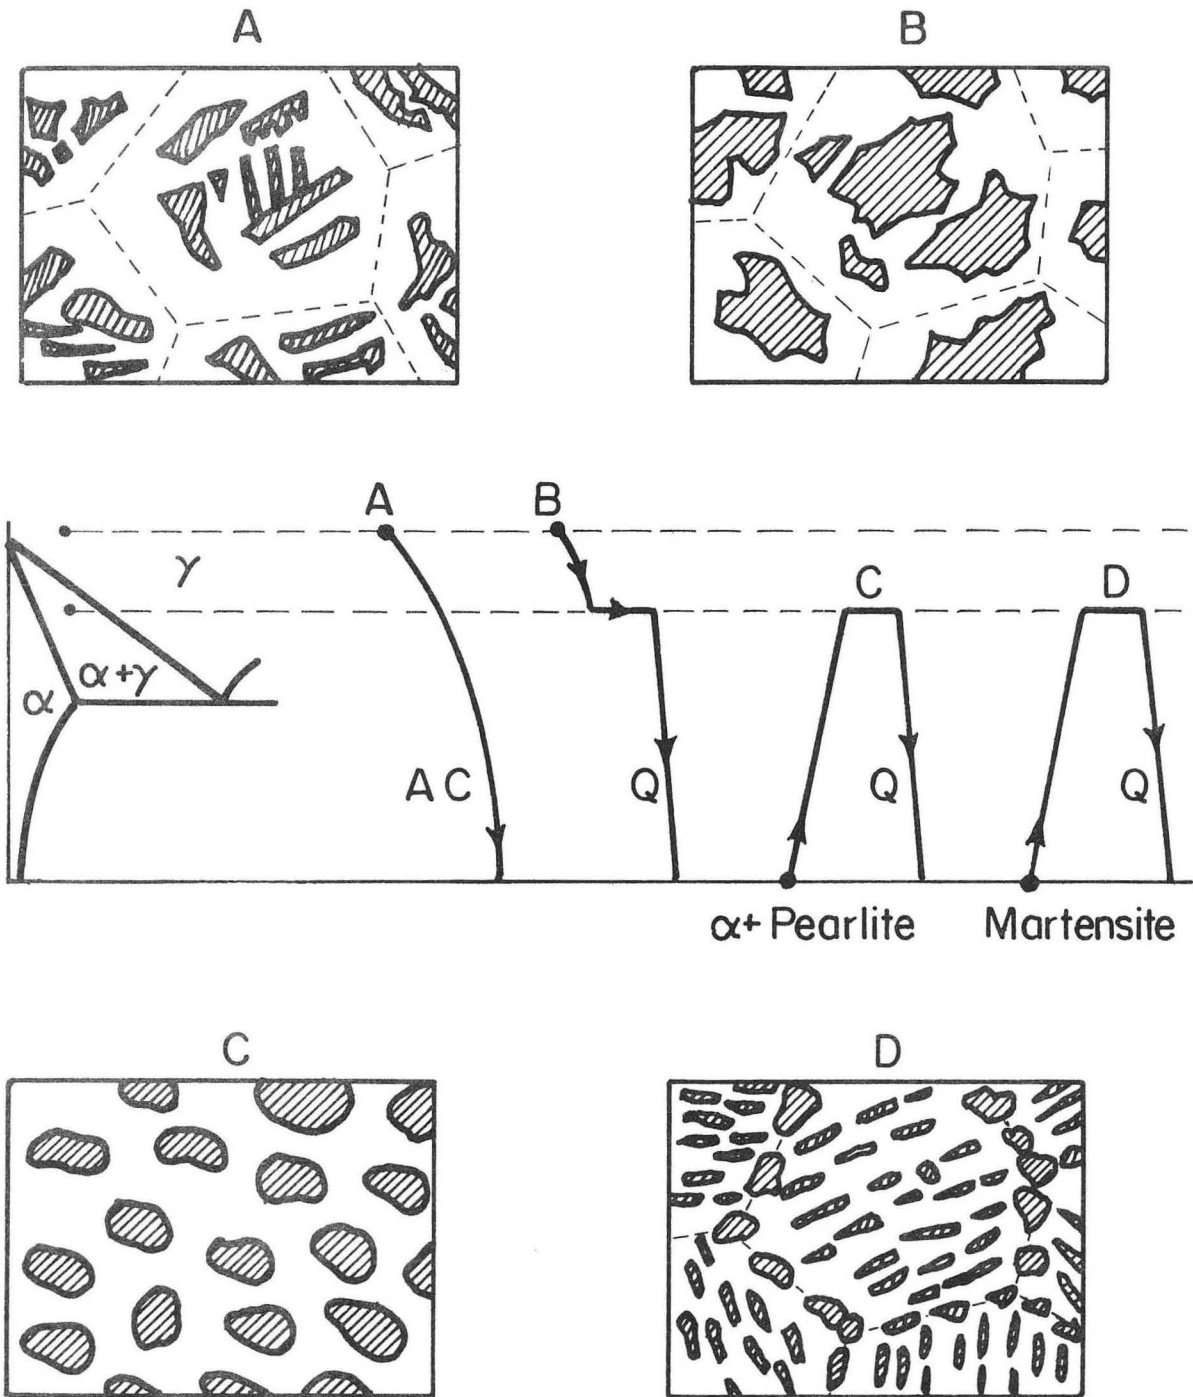 A B
A B
γ C D
α+γ
α
A C Q Q Q
α+ Pearlite Martensite
C D